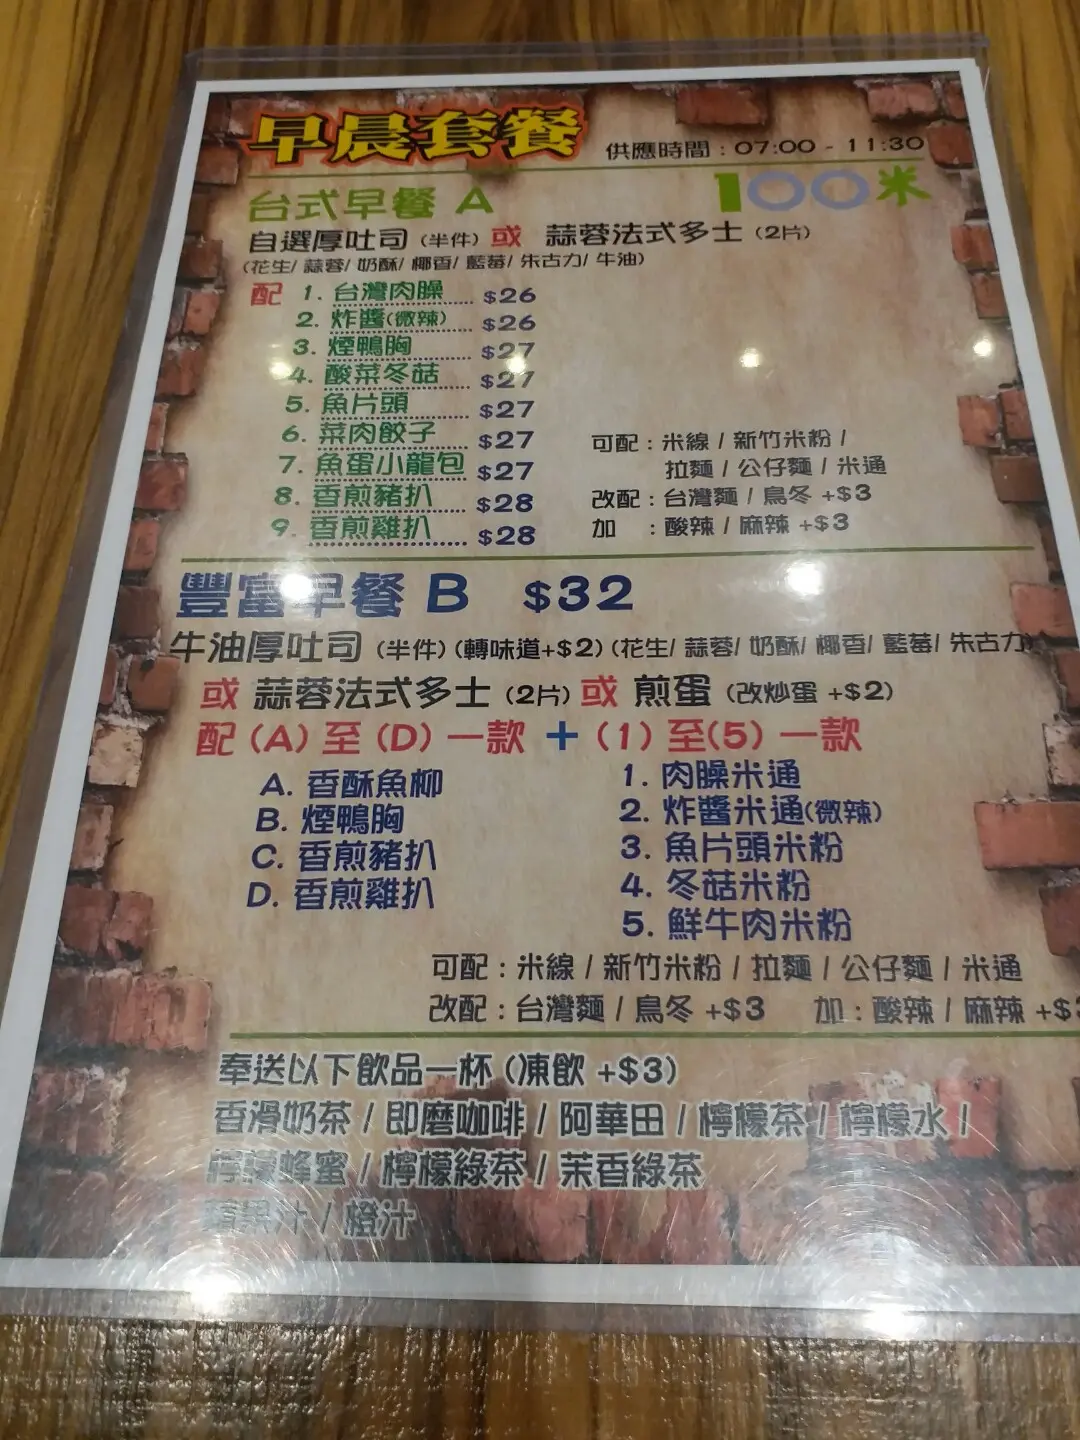 早晨套餐 供應時間 : 07:00 - 11:30
台式早餐 A 100米
自選厚吐司 (半件) 或 蒜蓉法式多士 (2片)
(花生/ 蒜蓉/ 奶酥/ 椰香/ 藍莓/ 朱古力/ 牛油)
配 1. 台灣肉臊 $26
2. 炸醬(微辣) $26
3. 煙鴨胸 $27
4. 酸菜冬菇 $27
5. 魚片頭 $27
6. 菜肉餃子 $27
7. 魚蛋小龍包 $27
8. 香煎豬扒 $28
9. 香煎雞扒 $28
可配 : 米線 / 新竹米粉 /
拉麵 / 公仔麵 / 米通
改配 : 台灣麵 / 烏冬 +$3
加 : 酸辣 / 麻辣 +$3
豐富早餐 B $32
牛油厚吐司 (半件) (轉味道+$2) (花生/ 蒜蓉/ 奶酥/ 椰香/ 藍莓/ 朱古力)
或 蒜蓉法式多士 (2片) 或 煎蛋 (改炒蛋 +$2)
配 (A) 至 (D) 一款 + (1) 至(5) 一款
A. 香酥魚柳
B. 煙鴨胸
C. 香煎豬扒
D. 香煎雞扒
1. 肉臊米通
2. 炸醬米通(微辣)
3. 魚片頭米粉
4. 冬菇米粉
5. 鮮牛肉米粉
可配 : 米線 / 新竹米粉 / 拉麵 / 公仔麵 / 米通
改配 : 台灣麵 / 烏冬 +$3 加 : 酸辣 / 麻辣 +$3
奉送以下飲品一杯 (凍飲 +$3)
香滑奶茶 / 即磨咖啡 / 阿華田 / 檸檬茶 / 檸檬水 /
檸檬蜂蜜 / 檸檬綠茶 / 茉香綠茶
蘋果汁 / 橙汁